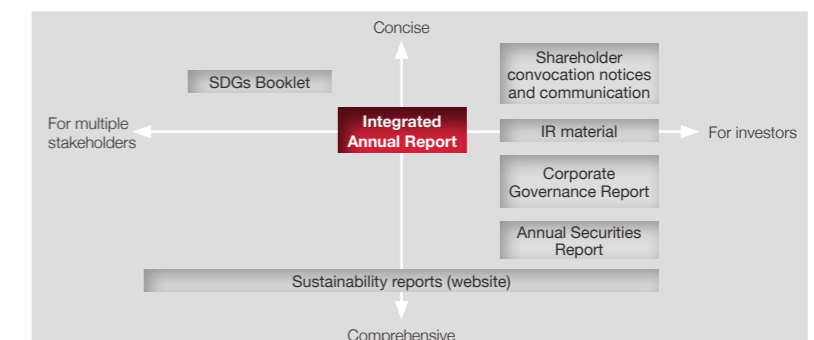 Concise
SDGs Booklet
Shareholder
convocation notices
and communication
For multiple
stakeholders
Integrated
Annual Report
IR material
For investors
Corporate
Governance Report
Annual Securities
Report
Sustainability reports (website)
Comprehensive